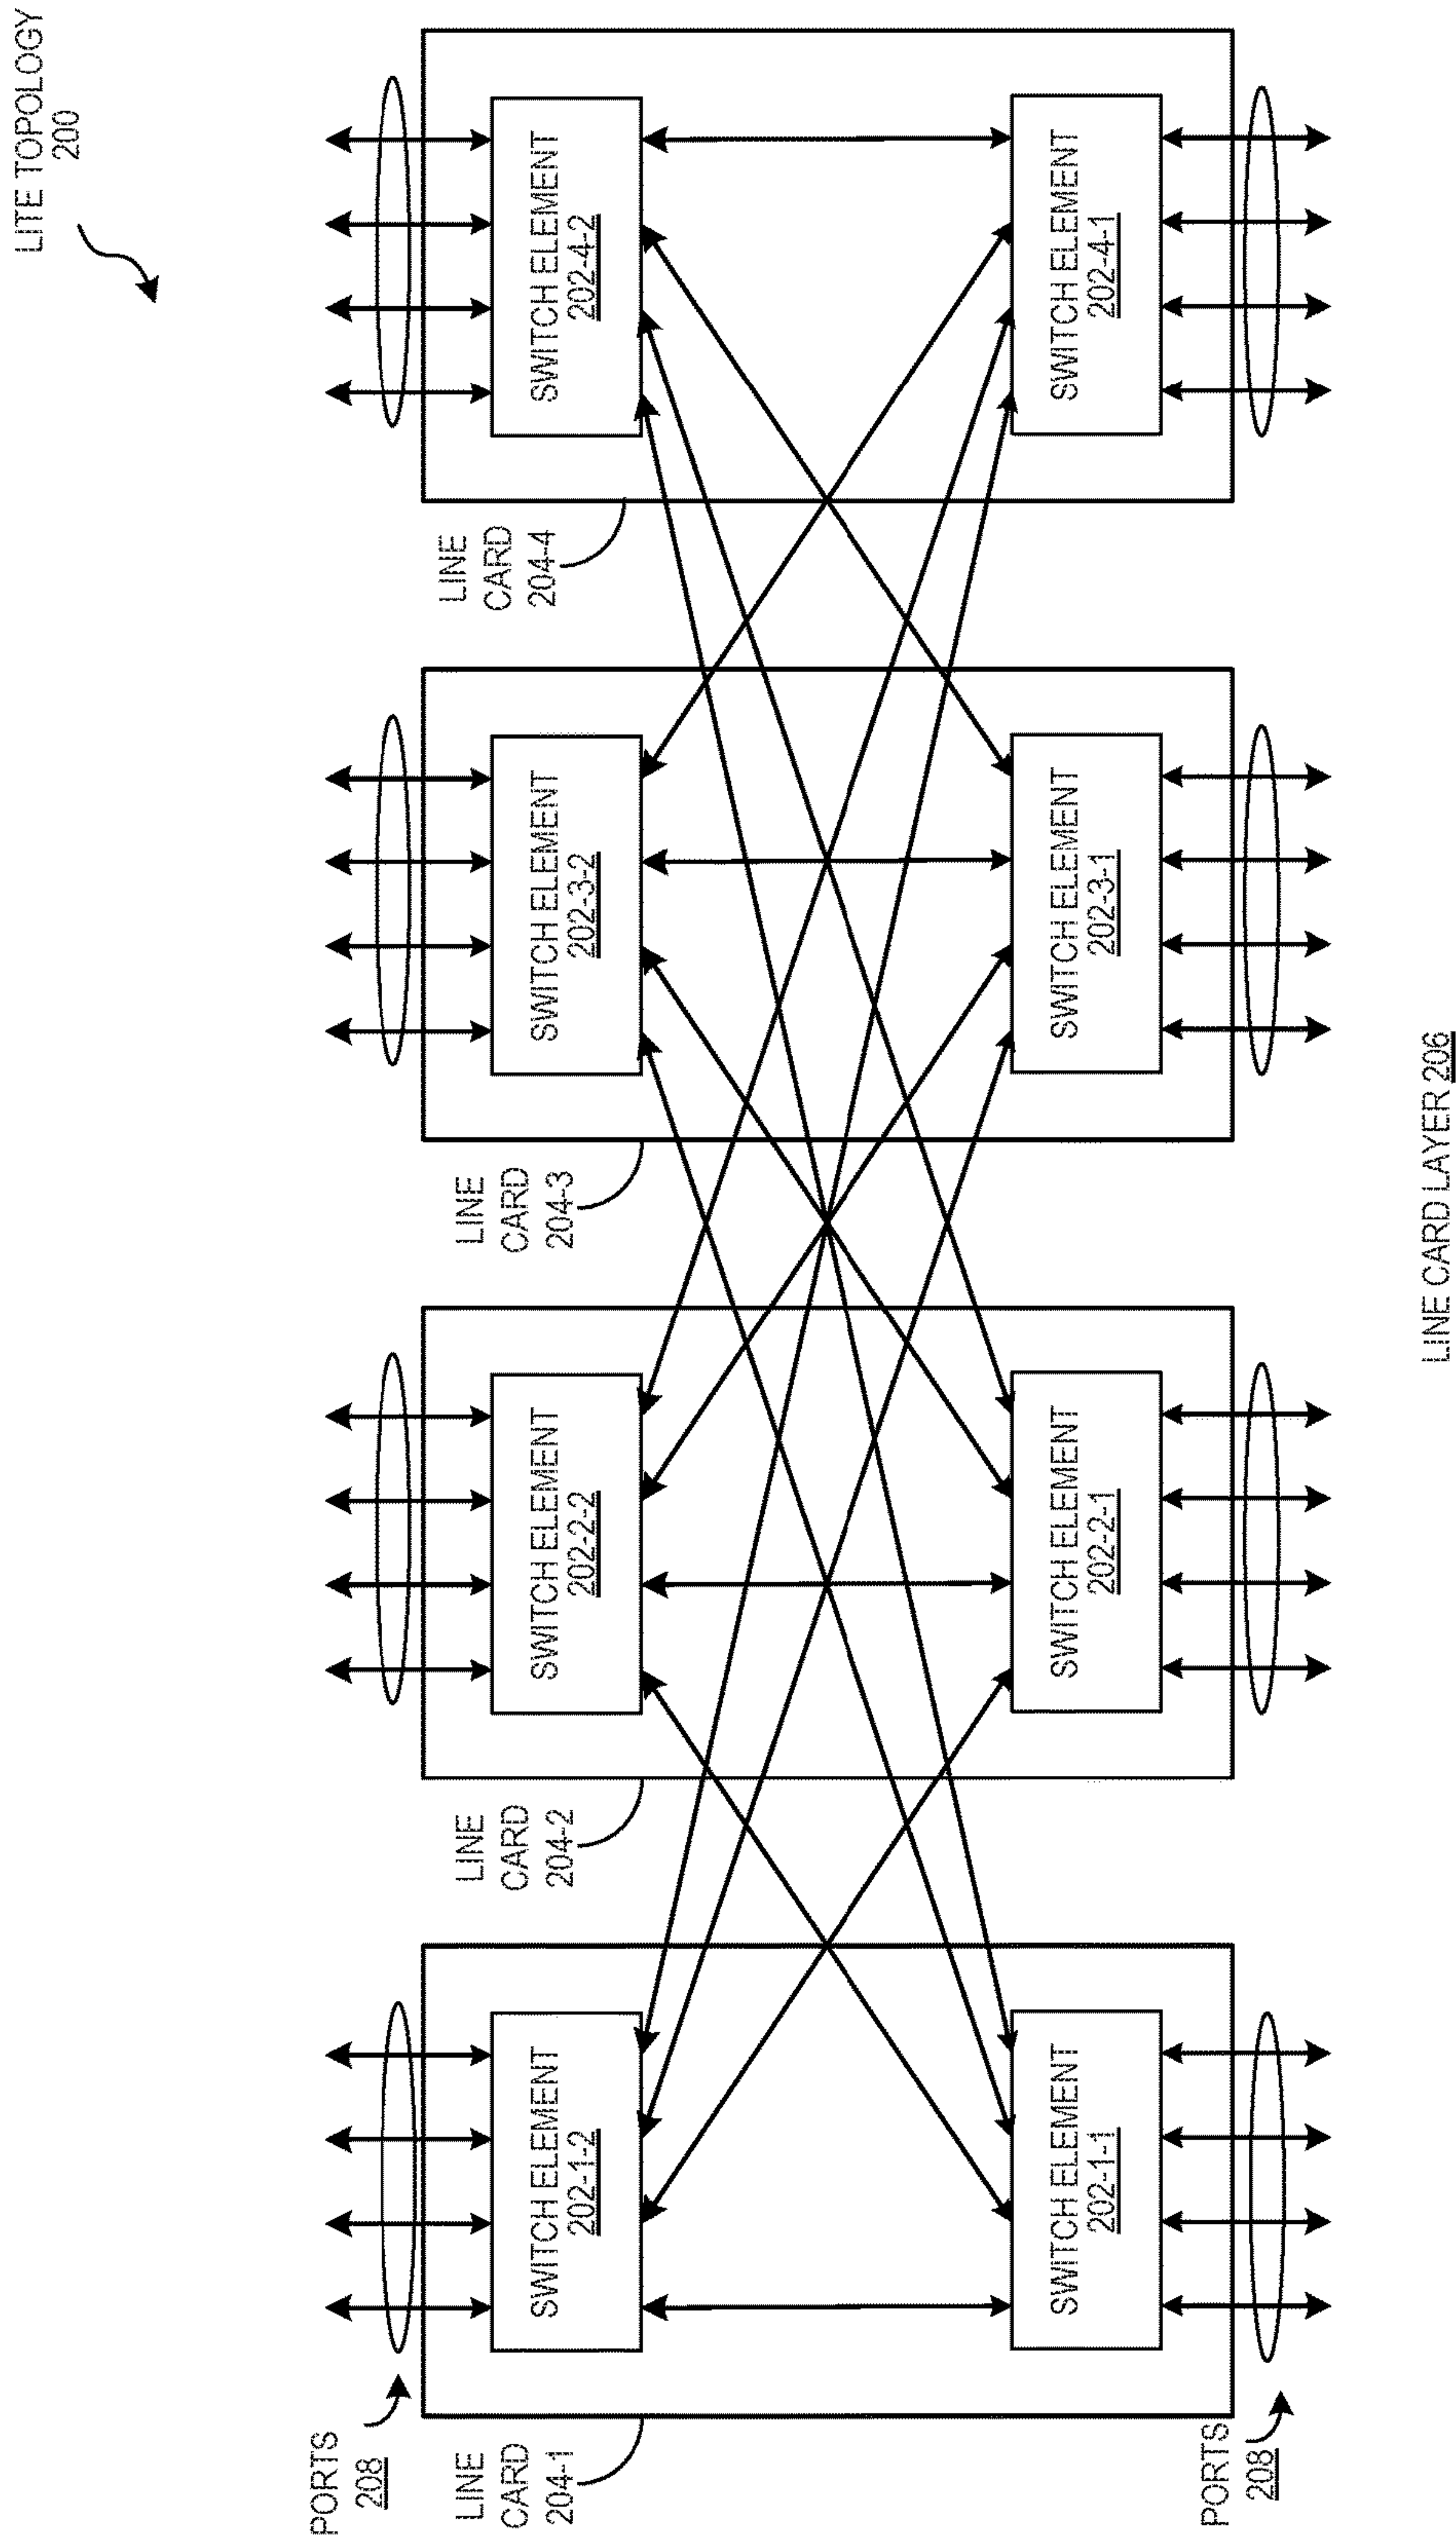 LITE TOPOLOGY
200
PORTS
208
LINE
CARD
204-1
SWITCH ELEMENT
202-1-2
SWITCH ELEMENT
202-1-1
PORTS
208
LINE
CARD
204-2
SWITCH ELEMENT
202-2-2
SWITCH ELEMENT
202-2-1
LINE
CARD
204-3
SWITCH ELEMENT
202-3-2
SWITCH ELEMENT
202-3-1
LINE
CARD
204-4
SWITCH ELEMENT
202-4-2
SWITCH ELEMENT
202-4-1
LINE CARD LAYER 206